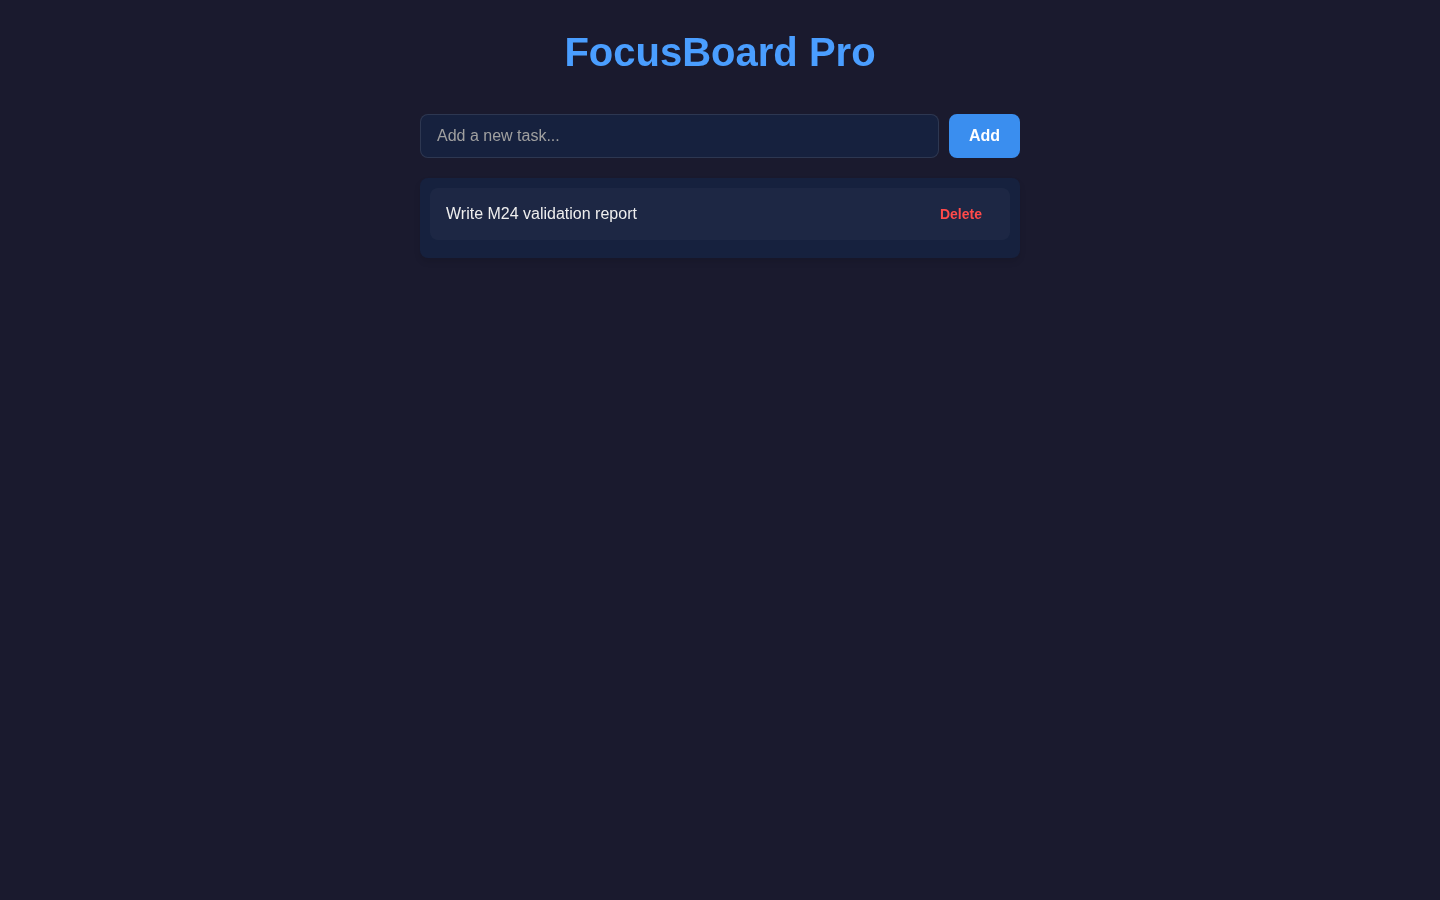 FocusBoard Pro
Add a new task...
Add
Write M24 validation report
Delete